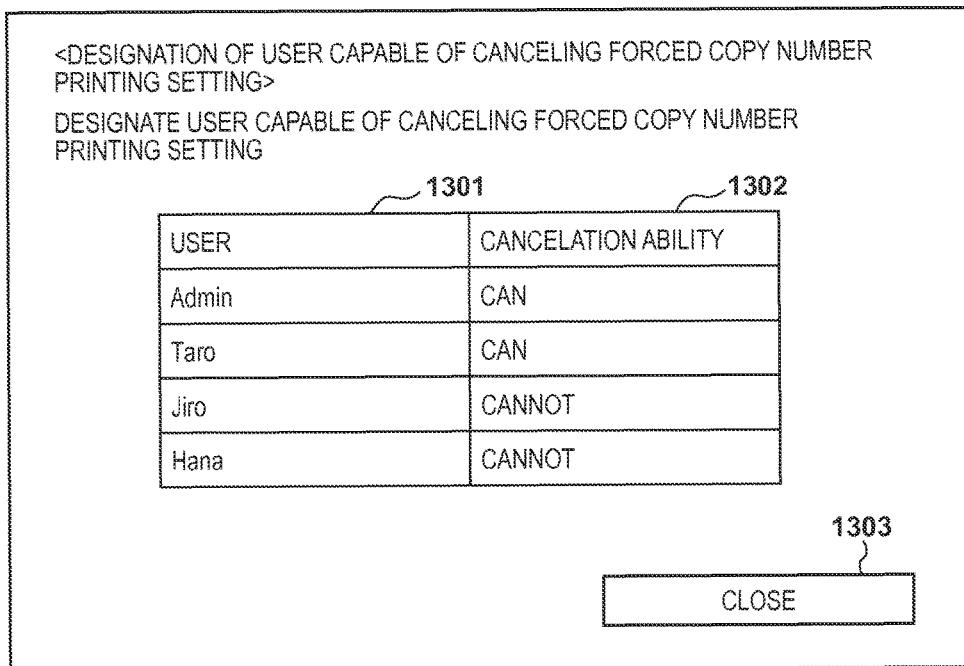 <DESIGNATION OF USER CAPABLE OF CANCELING FORCED COPY NUMBER
PRINTING SETTING>
DESIGNATE USER CAPABLE OF CANCELING FORCED COPY NUMBER
PRINTING SETTING
1301 1302
USER CANCELATION ABILITY
Admin CAN
Taro CAN
Jiro CANNOT
Hana CANNOT
1303
CLOSE